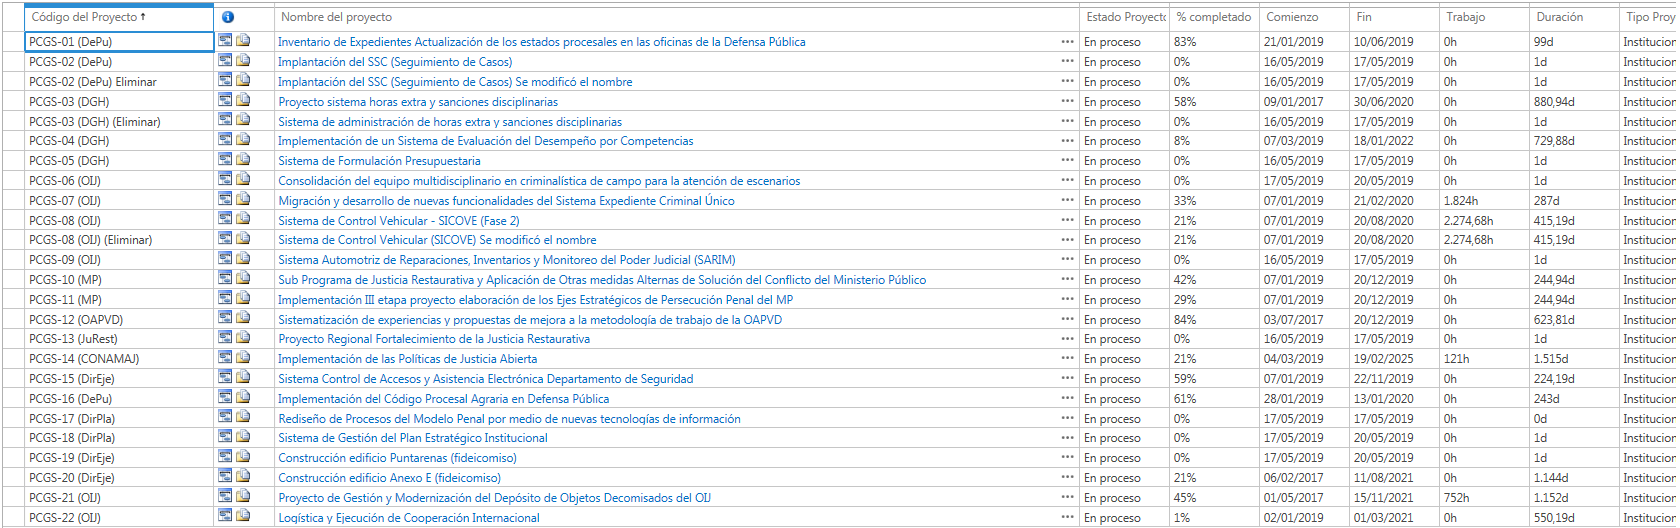 Código del Proyecto Nombre del proyecto Estado Proyecto % completado Comienzo Fin Trabajo Duración Tipo Proy
PCGS-01 (DePu) Inventario de Expedientes Actualización de los estados procesales en las oficinas de la Defensa Pública ··· En proceso 83% 21/01/2019 10/06/2019 0h 99d Institucion
PCGS-02 (DePu) Implantación del SSC (Seguimiento de Casos) ··· En proceso 0% 16/05/2019 17/05/2019 0h 1d Institucion
PCGS-02 (DePu) Eliminar Implantación del SSC (Seguimiento de Casos) Se modificó el nombre ··· En proceso 0% 16/05/2019 17/05/2019 0h 1d Institucion
PCGS-03 (DGH) Proyecto sistema horas extra y sanciones disciplinarias ··· En proceso 58% 09/01/2017 30/06/2020 0h 880,94d Institucion
PCGS-03 (DGH) (Eliminar) Sistema de administración de horas extra y sanciones disciplinarias ··· En proceso 0% 16/05/2019 17/05/2019 0h 1d Institucion
PCGS-04 (DGH) Implementación de un Sistema de Evaluación del Desempeño por Competencias ··· En proceso 8% 07/03/2019 18/01/2022 0h 729,88d Institucion
PCGS-05 (DGH) Sistema de Formulación Presupuestaria ··· En proceso 0% 16/05/2019 17/05/2019 0h 1d Institucion
PCGS-06 (OIJ) Consolidación del equipo multidisciplinario en criminalística de campo para la atención de escenarios ··· En proceso 0% 17/05/2019 20/05/2019 0h 1d Institucion
PCGS-07 (OIJ) Migración y desarrollo de nuevas funcionalidades del Sistema Expediente Criminal Único ··· En proceso 33% 07/01/2019 21/02/2020 1.824h 287d Institucion
PCGS-08 (OIJ) Sistema de Control Vehicular - SICOVE (Fase 2) ··· En proceso 21% 07/01/2019 20/08/2020 2.274,68h 415,19d Institucion
PCGS-08 (OIJ) (Eliminar) Sistema de Control Vehicular (SICOVE) Se modificó el nombre ··· En proceso 21% 07/01/2019 20/08/2020 2.274,68h 415,19d Institucion
PCGS-09 (OIJ) Sistema Automotriz de Reparaciones, Inventarios y Monitoreo del Poder Judicial (SARIM) ··· En proceso 0% 16/05/2019 17/05/2019 0h 1d Institucion
PCGS-10 (MP) Sub Programa de Justicia Restaurativa y Aplicación de Otras medidas Alternas de Solución del Conflicto del Ministerio Público ··· En proceso 42% 07/01/2019 20/12/2019 0h 244,94d Institucion
PCGS-11 (MP) Implementación III etapa proyecto elaboración de los Ejes Estratégicos de Persecución Penal del MP ··· En proceso 29% 07/01/2019 20/12/2019 0h 244,94d Institucion
PCGS-12 (OAPVD) Sistematización de experiencias y propuestas de mejora a la metodología de trabajo de la OAPVD ··· En proceso 84% 03/07/2017 20/12/2019 0h 623,81d Institucion
PCGS-13 (JuRest) Proyecto Regional Fortalecimiento de la Justicia Restaurativa ··· En proceso 0% 16/05/2019 17/05/2019 0h 1d Institucion
PCGS-14 (CONAMAJ) Implementación de las Políticas de Justicia Abierta ··· En proceso 21% 04/03/2019 19/02/2025 121h 1.515d Institucion
PCGS-15 (DirEje) Sistema Control de Accesos y Asistencia Electrónica Departamento de Seguridad ··· En proceso 59% 07/01/2019 22/11/2019 0h 224,19d Institucion
PCGS-16 (DePu) Implementación del Código Procesal Agraria en Defensa Pública ··· En proceso 61% 28/01/2019 13/01/2020 0h 243d Institucion
PCGS-17 (DirPla) Rediseño de Procesos del Modelo Penal por medio de nuevas tecnologías de información ··· En proceso 0% 17/05/2019 17/05/2019 0h 0d Institucion
PCGS-18 (DirPla) Sistema de Gestión del Plan Estratégico Institucional ··· En proceso 0% 17/05/2019 20/05/2019 0h 1d Institucion
PCGS-19 (DirEje) Construcción edificio Puntarenas (fideicomiso) ··· En proceso 0% 17/05/2019 20/05/2019 0h 1d Institucion
PCGS-20 (DirEje) Construcción edificio Anexo E (fideicomiso) ··· En proceso 21% 06/02/2017 11/08/2021 0h 1.144d Institucion
PCGS-21 (OIJ) Proyecto de Gestión y Modernización del Depósito de Objetos Decomisados del OIJ ··· En proceso 45% 01/05/2017 15/11/2021 752h 1.152d Institucion
PCGS-22 (OIJ) Logística y Ejecución de Cooperación Internacional ··· En proceso 1% 02/01/2019 01/03/2021 0h 550,19d Institucion